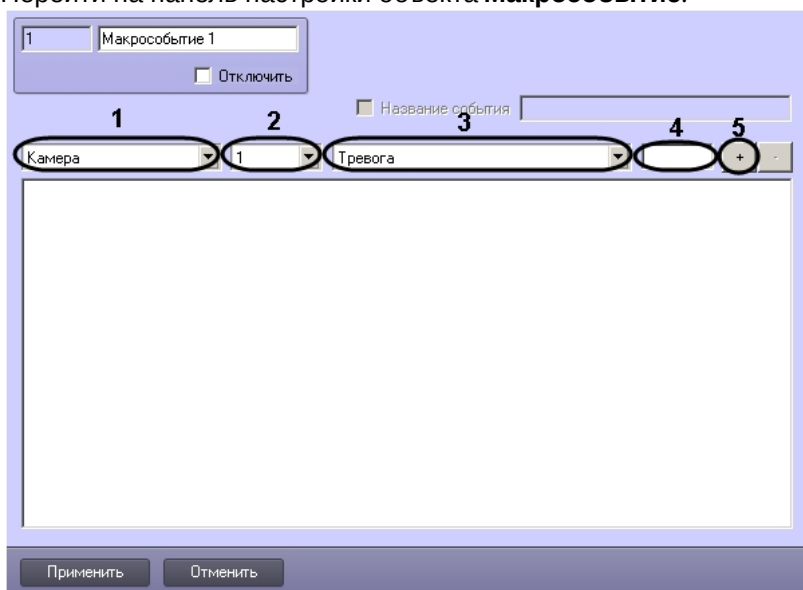 Перейти на панель настройки объекта Макрособытие.
1 Макрособытие 1
Отключить
Название события
1 2 3 4 5
Камера 1 Тревога + -
Применить Отменить